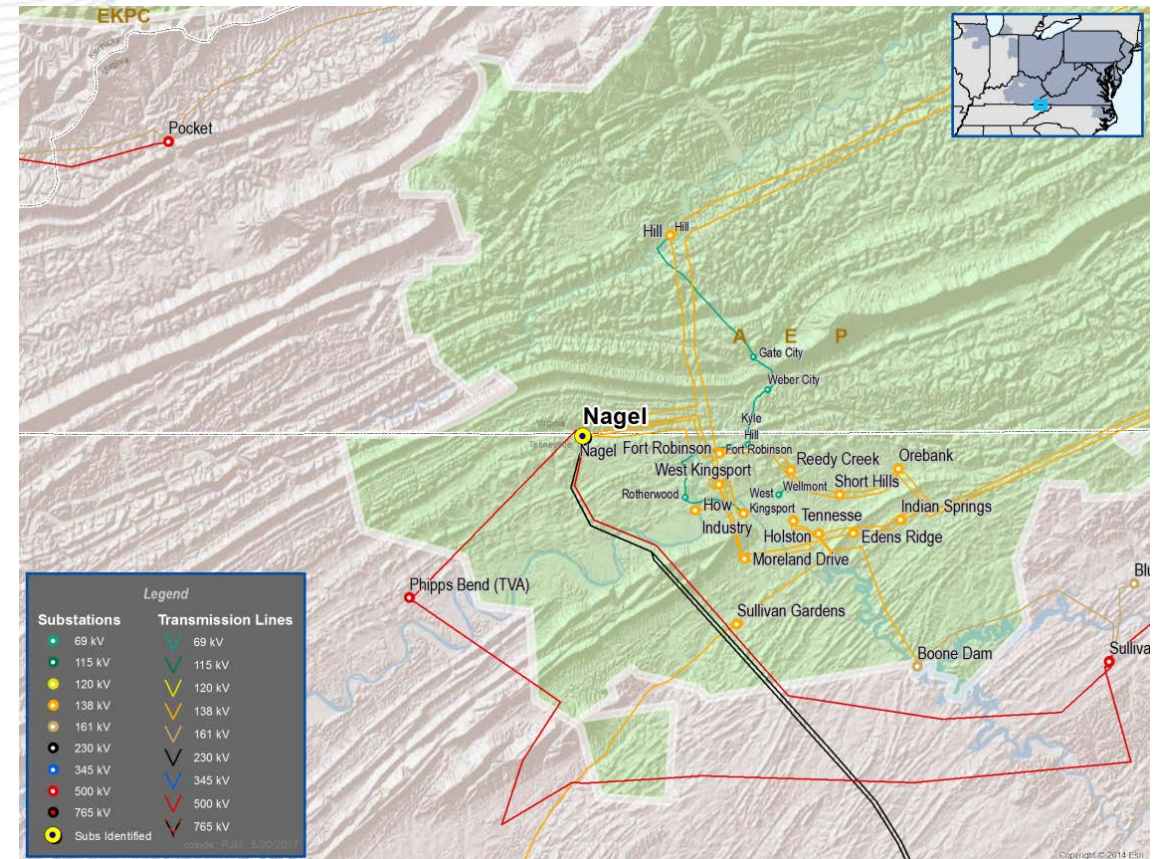 EKPC
Kentucky
Virginia
Pocket
Hill
Hill
A E P
Gate City
Weber City
Kyle
Hill
Nagel
Virginia
Tennessee
Nagel
Fort Robinson
Fort Robinson
West Kingsport
Reedy Creek
Orebank
Rotherwood
West
Wellmont
Short Hills
How
Industry
Kingsport
Tennesse
Indian Springs
Holston
Edens Ridge
Moreland Drive
Phipps Bend (TVA)
Sullivan Gardens
Boone Dam
Blu
Sulliva
Legend
Substations
Transmission Lines
69 kV
69 kV
115 kV
115 kV
120 kV
120 kV
138 kV
138 kV
161 kV
161 kV
230 kV
230 kV
345 kV
345 kV
500 kV
500 kV
765 kV
765 kV
Subs Identified
Copyright © 2014 Esri